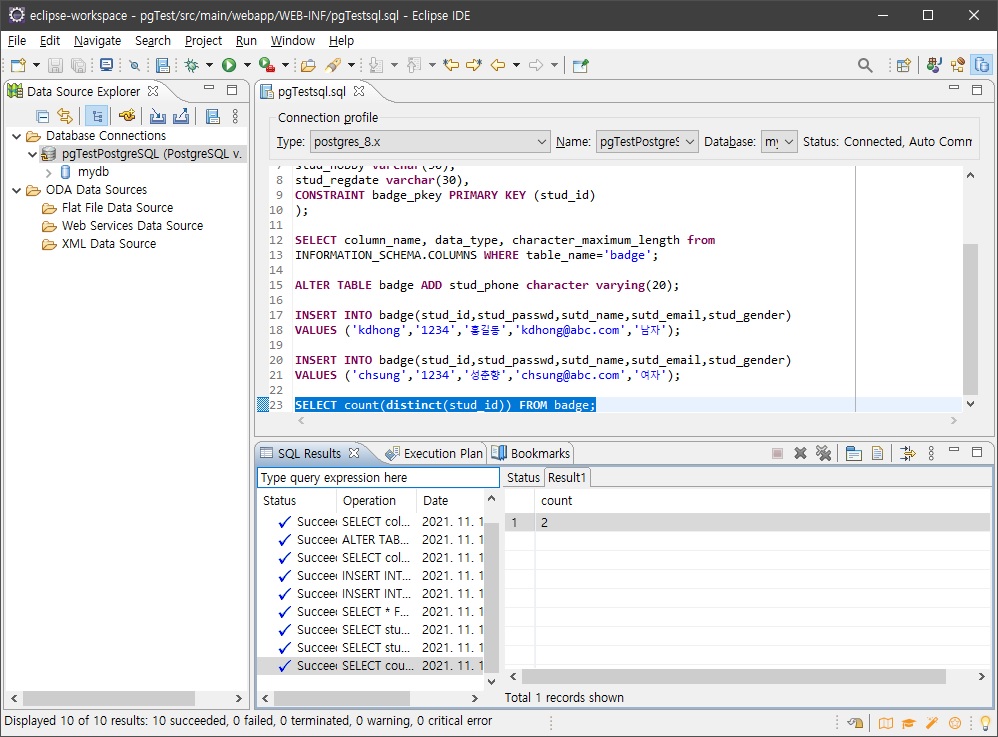 eclipse-workspace - pgTest/src/main/webapp/WEB-INF/pgTestsql.sql - Eclipse IDE
File Edit Navigate Search Project Run Window Help
Data Source Explorer
Database Connections
pgTestPostgreSQL (PostgreSQL v.
mydb
ODA Data Sources
Flat File Data Source
Web Services Data Source
XML Data Source
pgTestsql.sql
Connection profile
Type: postgres_8.x Name: pgTestPostgreS Database: my Status: Connected, Auto Comm
7 stud_hobby varchar(50),
8 stud_regdate varchar(30),
9 CONSTRAINT badge_pkey PRIMARY KEY (stud_id)
10 );
11
12 SELECT column_name, data_type, character_maximum_length from
13 INFORMATION_SCHEMA.COLUMNS WHERE table_name='badge';
14
15 ALTER TABLE badge ADD stud_phone character varying(20);
16
17 INSERT INTO badge(stud_id,stud_passwd,sutd_name,sutd_email,stud_gender)
18 VALUES ('kdhong','1234','홍길동','kdhong@abc.com','남자');
19
20 INSERT INTO badge(stud_id,stud_passwd,sutd_name,sutd_email,stud_gender)
21 VALUES ('chsung','1234','성준향','chsung@abc.com','여자');
22
23 SELECT count(distinct(stud_id)) FROM badge;
SQL Results Execution Plan Bookmarks
Type query expression here
Status Operation Date
Succee SELECT col... 2021. 11. 1
Succee ALTER TAB... 2021. 11. 1
Succee SELECT col... 2021. 11. 1
Succee INSERT INT... 2021. 11. 1
Succee INSERT INT... 2021. 11. 1
Succee SELECT * F... 2021. 11. 1
Succee SELECT stu... 2021. 11. 1
Succee SELECT stu... 2021. 11. 1
Succee SELECT cou... 2021. 11. 1
Status Result1
count
1 2
Total 1 records shown
Displayed 10 of 10 results: 10 succeeded, 0 failed, 0 terminated, 0 warning, 0 critical error